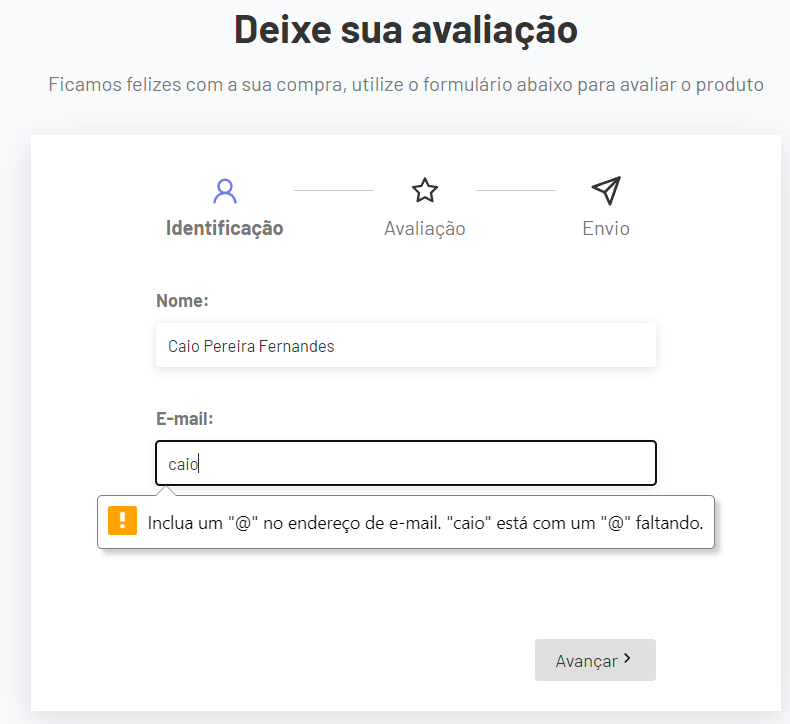 Deixe sua avaliação
Ficamos felizes com a sua compra, utilize o formulário abaixo para avaliar o produto
Identificação
Avaliação
Envio
Nome:
Caio Pereira Fernandes
E-mail:
caio
Inclua um "@" no endereço de e-mail. "caio" está com um "@" faltando.
Avançar